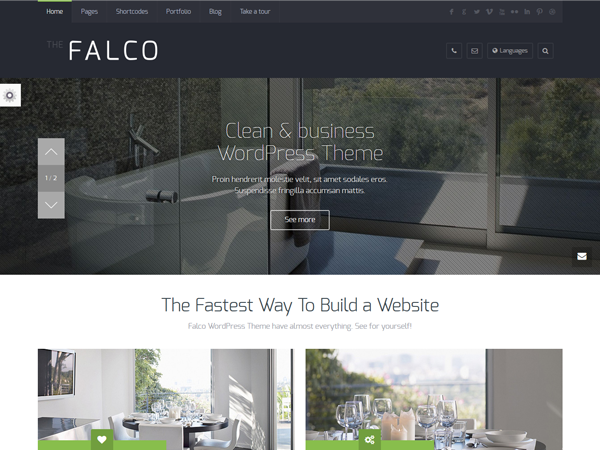 Home Pages Shortcodes Portfolio Blog Take a tour
THE FALCO
Languages
Clean & business
WordPress Theme
Proin hendrerit molestie velit, sit amet sodales eros.
Suspendisse fringilla accumsan mattis.
1 / 2
See more
The Fastest Way To Build a Website
Falco WordPress Theme have almost everything. See for yourself!